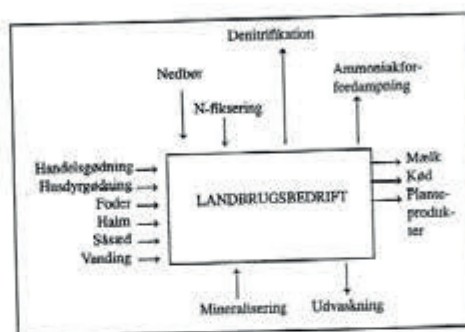 Denitrifikation
Nedbør
Ammoniakfor-
fordampning
N-fiksering
Handelsgødning
Husdyrgødning
Foder
Halm
Såsæd
Vanding
LANDBRUGSBEDRIFT
Mælk
Kød
Plante-
produk-
ter
Mineralisering
Udvaskning